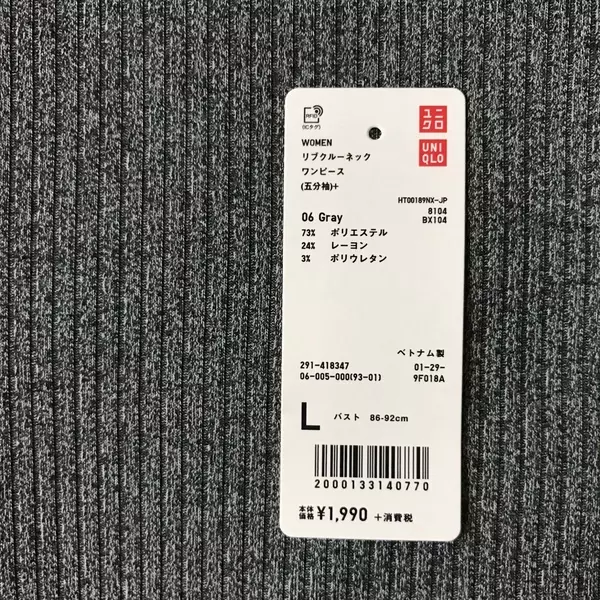 RFID
(ICタグ)
ユニ
クロ
UNI
QLO
WOMEN
リブクルーネック
ワンピース
(五分袖)+
HT00189NX-JP
8104
BX104
06 Gray
73% ポリエステル
24% レーヨン
3% ポリウレタン
ベトナム製
291-418347 01-29-
06-005-000(93-01) 9F018A
L バスト 86-92cm
2000133140770
本体
価格 ¥1,990 +消費税